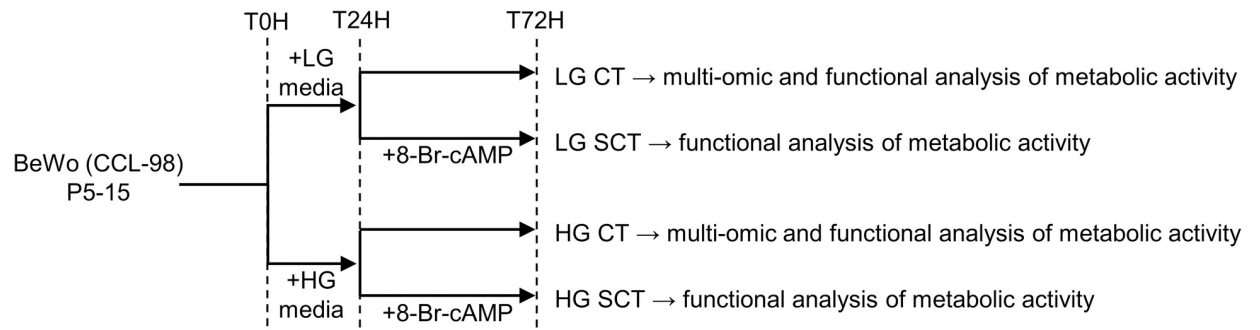 T0H T24H T72H
+LG
media
LG CT → multi-omic and functional analysis of metabolic activity
+8-Br-cAMP
LG SCT → functional analysis of metabolic activity
BeWo (CCL-98)
P5-15
HG CT → multi-omic and functional analysis of metabolic activity
+HG
media
+8-Br-cAMP
HG SCT → functional analysis of metabolic activity